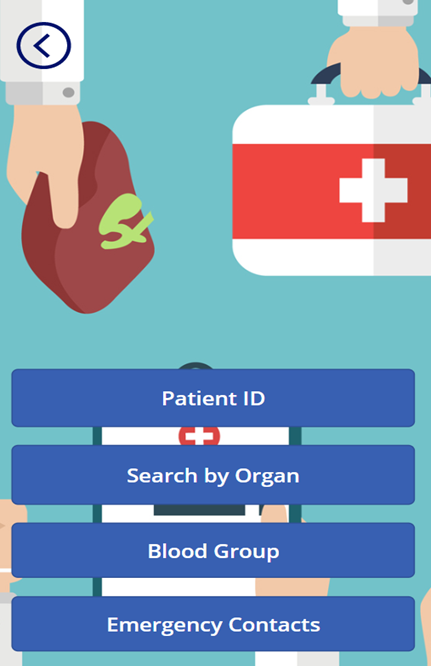 Patient ID
Search by Organ
Blood Group
Emergency Contacts